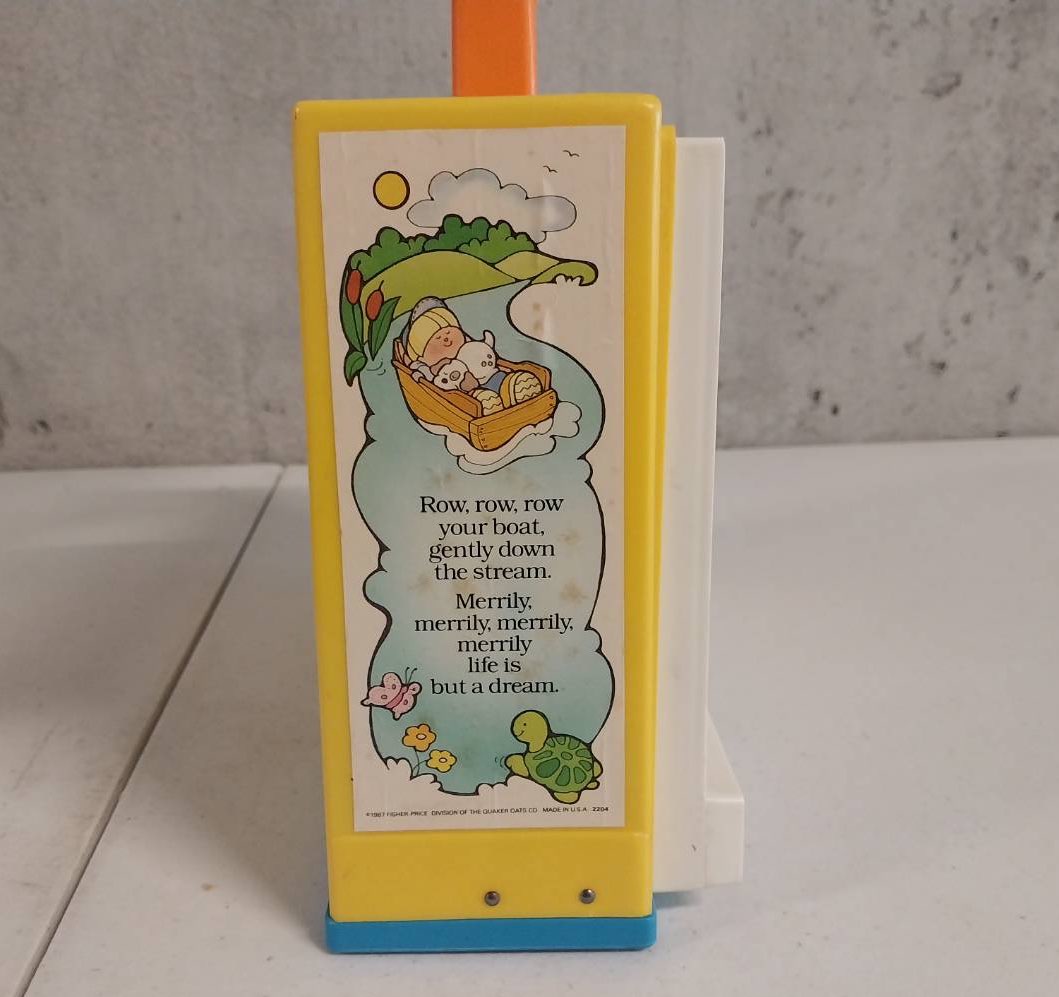 Row, row, row
your boat,
gently down
the stream.
Merrily,
merrily, merrily,
merrily
life is
but a dream.
©1987 FISHER-PRICE DIVISION OF THE QUAKER OATS CO. MADE IN U.S.A. 2204